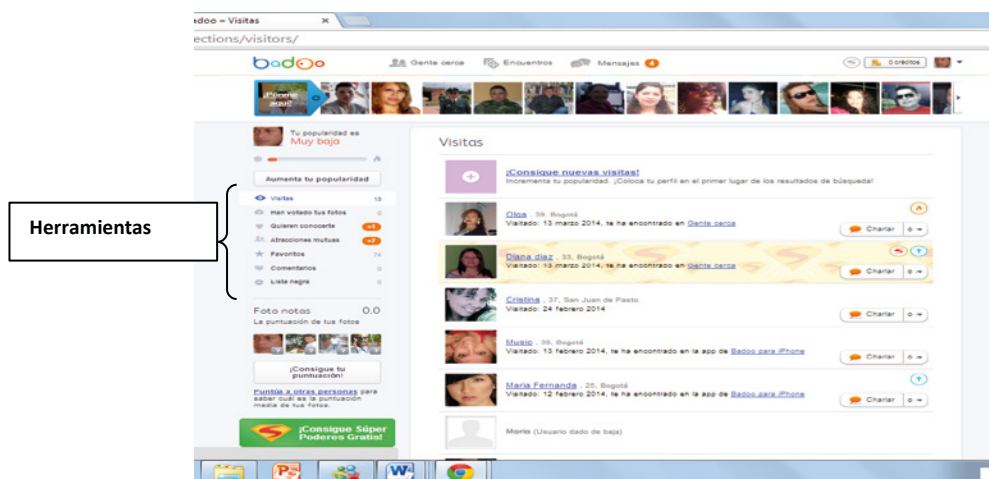 adoo – Visitas
ections/visitors/
badoo
Gente cerca
Encuentros
Mensajes 4
0 créditos
¡Ponme aquí!
Tu popularidad es
Muy baja
Aumenta tu popularidad
Herramientas
Visitas 18
Han votado tus fotos 0
Quieren conocerte +1
Atracciones mutuas +2
Favoritos 74
Comentarios 0
Lista negra 0
Foto notas 0.0
La puntuación de tus fotos
¡Consigue tu
puntuación!
Puntúa a otras personas para
saber cuál es la puntuación
media de tus fotos.
¡Consigue Súper
Poderes Gratis!
Visitas
¡Consigue nuevas visitas!
Incrementa tu popularidad. ¡Coloca tu perfil en el primer lugar de los resultados de búsqueda!
Olga , 39, Bogotá
Visitado: 13 marzo 2014, te ha encontrado en Gente cerca
Charlar
Diana diaz , 33, Bogotá
Visitado: 13 marzo 2014, te ha encontrado en Gente cerca
Charlar
Cristina , 37, San Juan de Pasto
Visitado: 24 febrero 2014
Charlar
Music , 39, Bogotá
Visitado: 13 febrero 2014, te ha encontrado en la app de Badoo para iPhone
Charlar
Maria Fernanda , 25, Bogotá
Visitado: 12 febrero 2014, te ha encontrado en la app de Badoo para iPhone
Charlar
Maria (Usuario dado de baja)